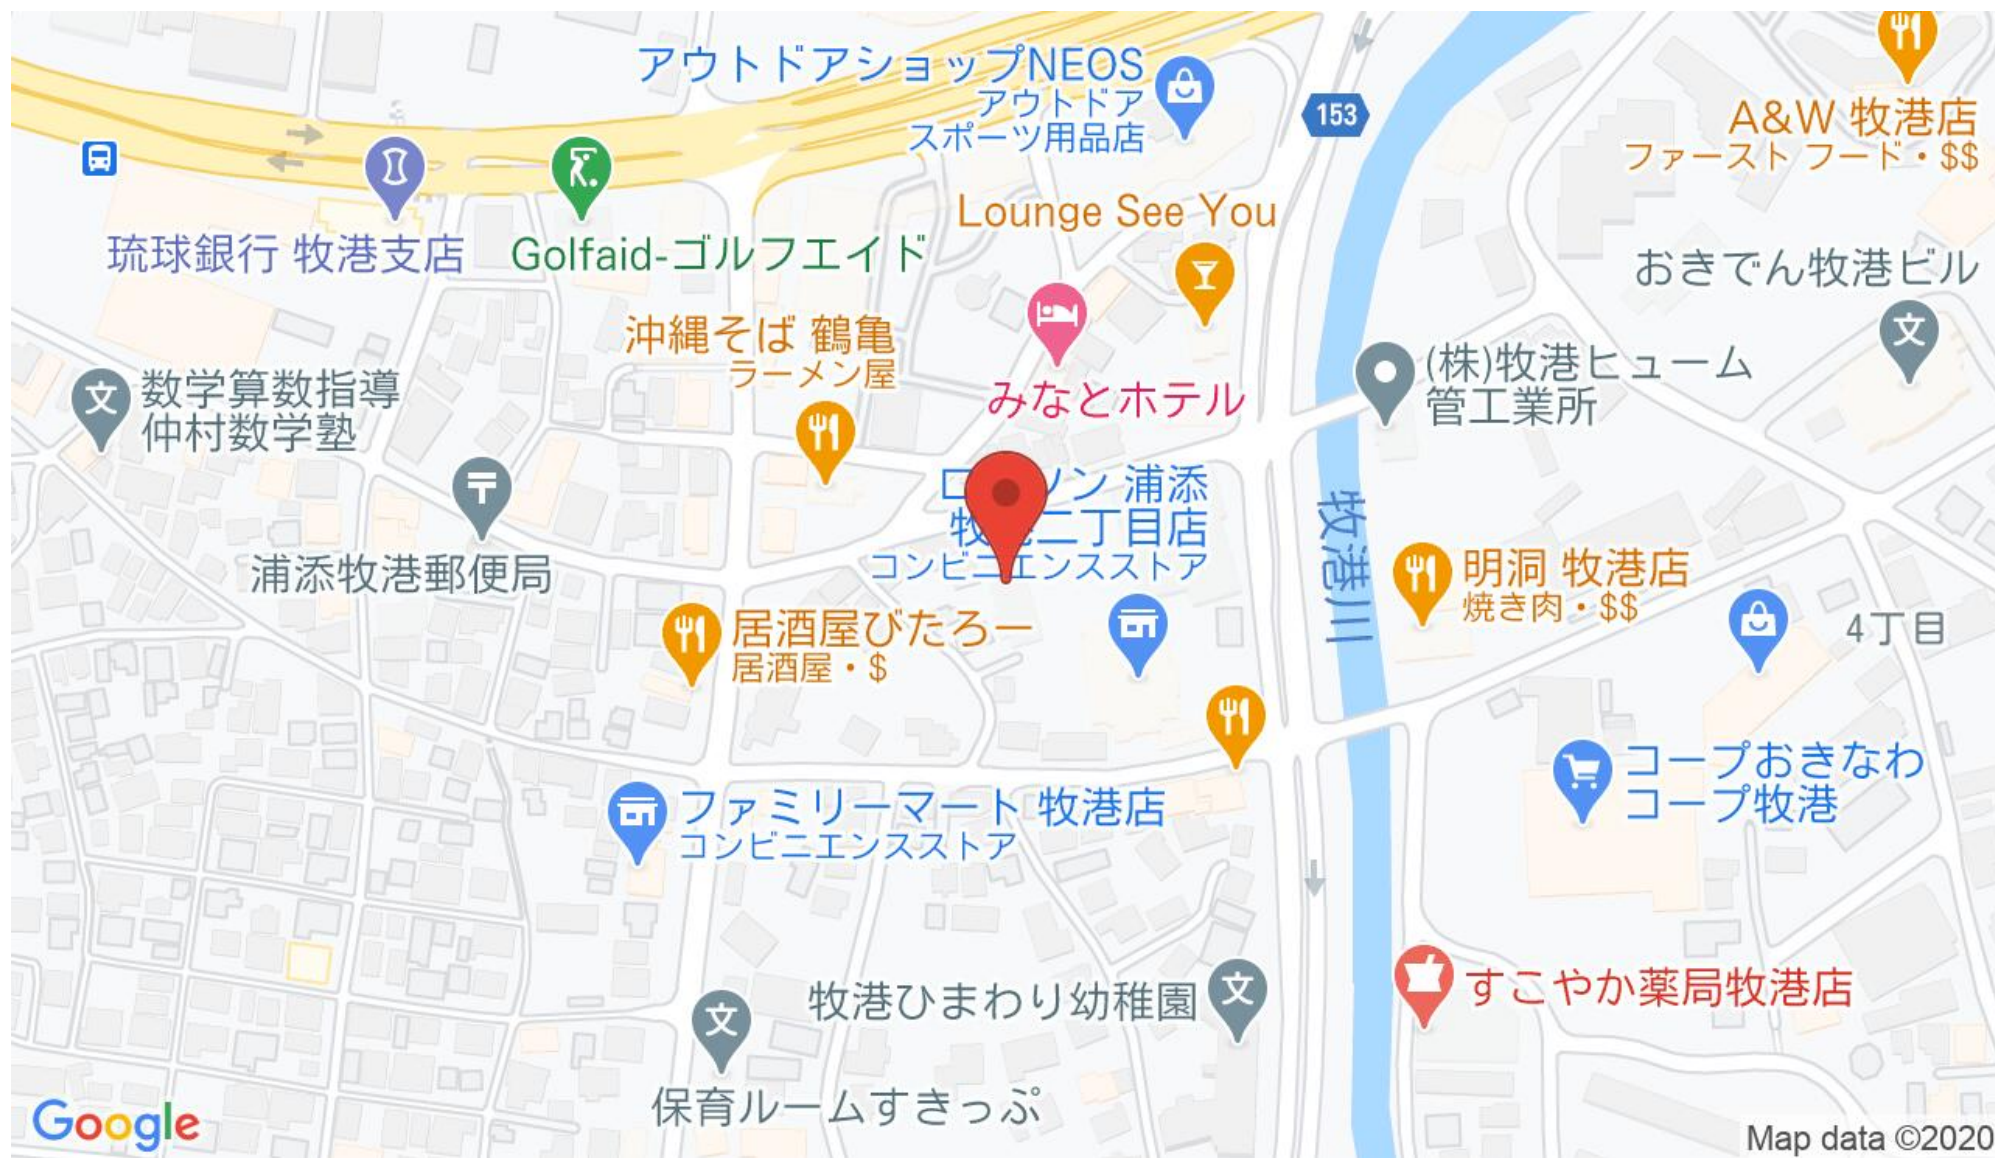 アウトドアショップNEOS
アウトドア
スポーツ用品店
153
A&W 牧港店
ファースト フード・$$
Lounge See You
琉球銀行 牧港支店
Golfaid-ゴルフエイド
おきでん牧港ビル
沖縄そば 鶴亀
ラーメン屋
みなとホテル
(株)牧港ヒューム
管工業所
数学算数指導
仲村数学塾
ソン 浦添
二丁目店
コンビニエンスストア
浦添牧港郵便局
牧港川
明洞 牧港店
焼き肉・$$
居酒屋びたろー
居酒屋・$
4丁目
コープおきなわ
コープ牧港
ファミリーマート 牧港店
コンビニエンスストア
牧港ひまわり幼稚園
すこやか薬局牧港店
保育ルームすきっぷ
Google
Map data ©2020